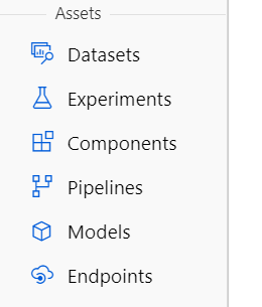 Assets
Datasets
Experiments
Components
Pipelines
Models
Endpoints